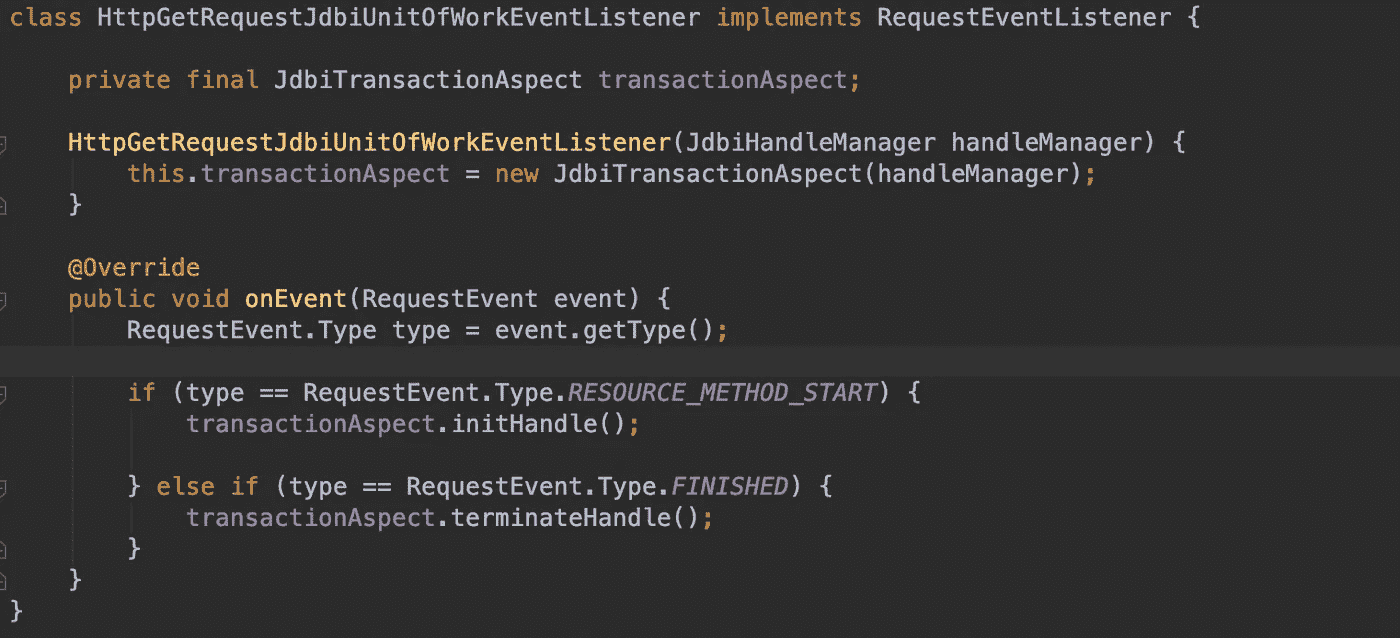 class HttpGetRequestJdbiUnitOfWorkEventListener implements RequestEventListener {
private final JdbiTransactionAspect transactionAspect;
HttpGetRequestJdbiUnitOfWorkEventListener(JdbiHandleManager handleManager) {
this.transactionAspect = new JdbiTransactionAspect(handleManager);
}
@Override
public void onEvent(RequestEvent event) {
RequestEvent.Type type = event.getType();
if (type == RequestEvent.Type.RESOURCE_METHOD_START) {
transactionAspect.initHandle();
} else if (type == RequestEvent.Type.FINISHED) {
transactionAspect.terminateHandle();
}
}
}